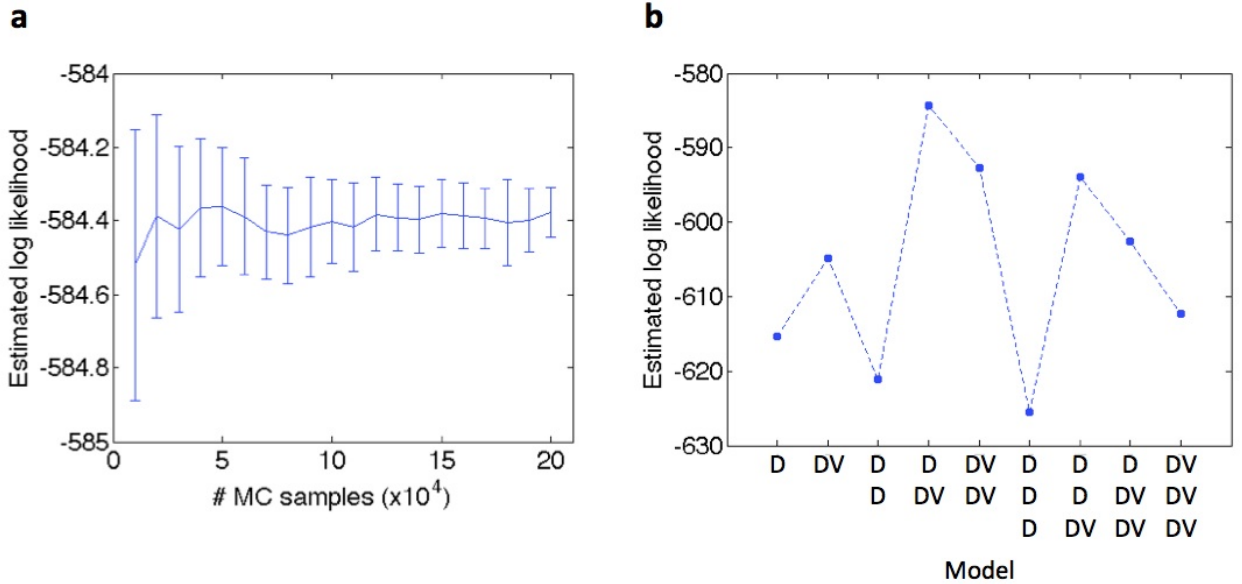 a
-584
-584.2
-584.4
-584.6
-584.8
-585
Estimated log likelihood
0 5 10 15 20
# MC samples (x10^4)
b
-580
-590
-600
-610
-620
-630
Estimated log likelihood
D DV D D DV D D D DV
D DV DV D D DV DV
D DV DV DV
Model